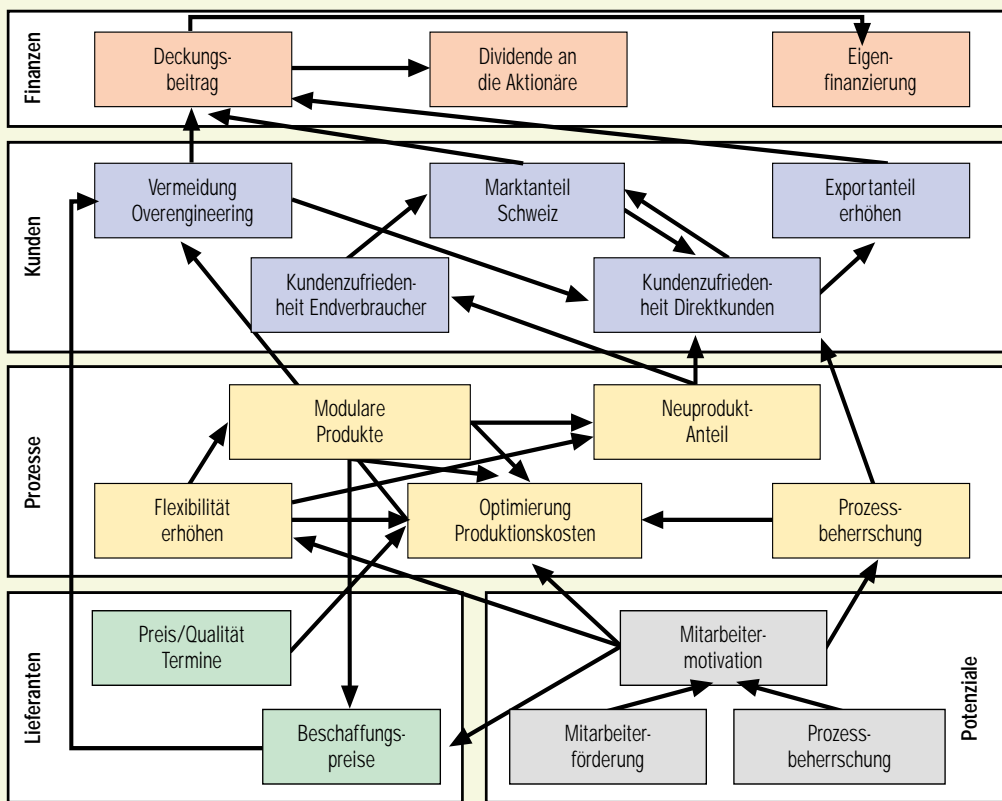 Finanzen
Deckungs-
beitrag
Dividende an
die Aktionäre
Eigen-
finanzierung
Kunden
Vermeidung
Overengineering
Marktanteil
Schweiz
Exportanteil
erhöhen
Kundenzufrieden-
heit Endverbraucher
Kundenzufrieden-
heit Direktkunden
Prozesse
Modulare
Produkte
Neuprodukt-
Anteil
Flexibilität
erhöhen
Optimierung
Produktionskosten
Prozess-
beherrschung
Lieferanten
Preis/Qualität
Termine
Beschaffungs-
preise
Mitarbeiter-
motivation
Mitarbeiter-
förderung
Prozess-
beherrschung
Potenziale